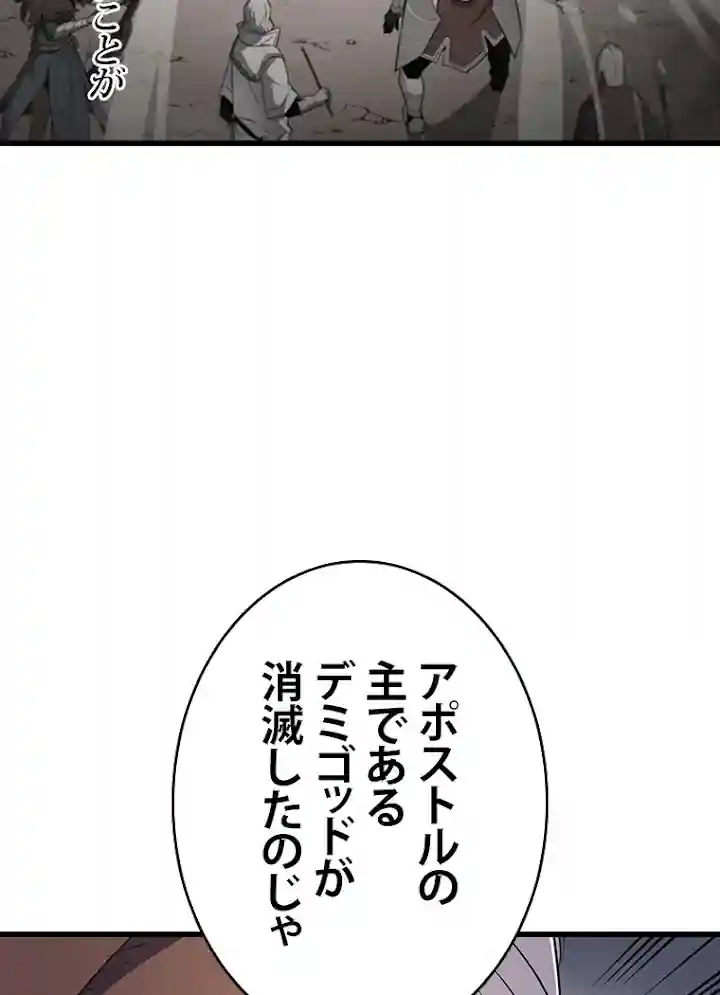 ことが
アポストルの
主である
デミゴッドが
消滅したのじゃ